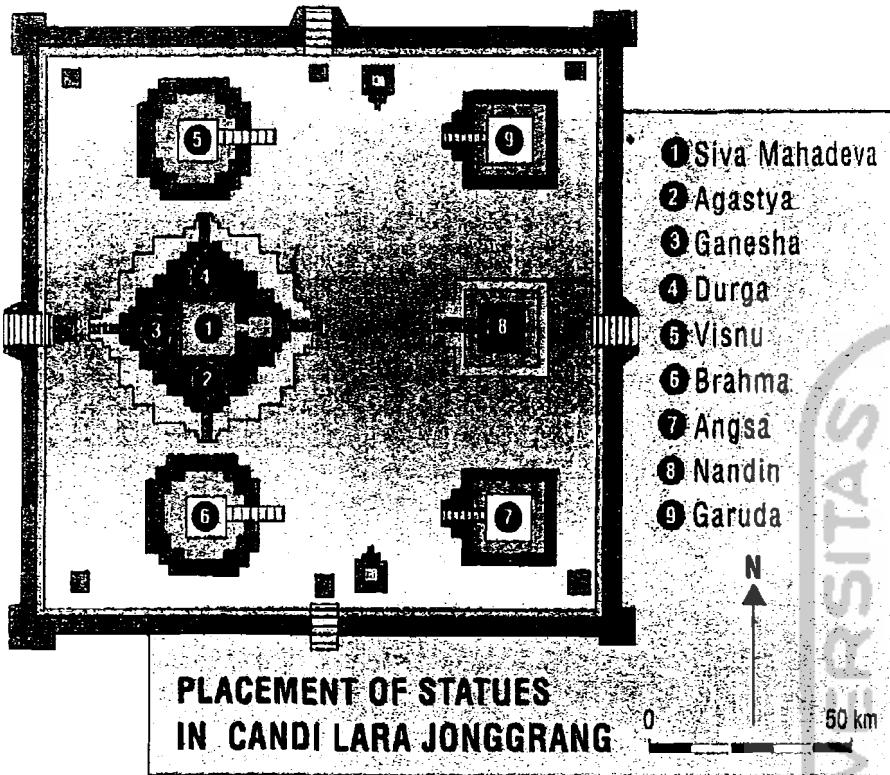 5
9
4
3
1
8
2
6
7
1 Siva Mahadeva
2 Agastya
3 Ganesha
4 Durga
5 Visnu
6 Brahma
7 Angsa
8 Nandin
9 Garuda
N
0 50 km
PLACEMENT OF STATUES
IN CANDI LARA JONGGRANG
VERSITAS